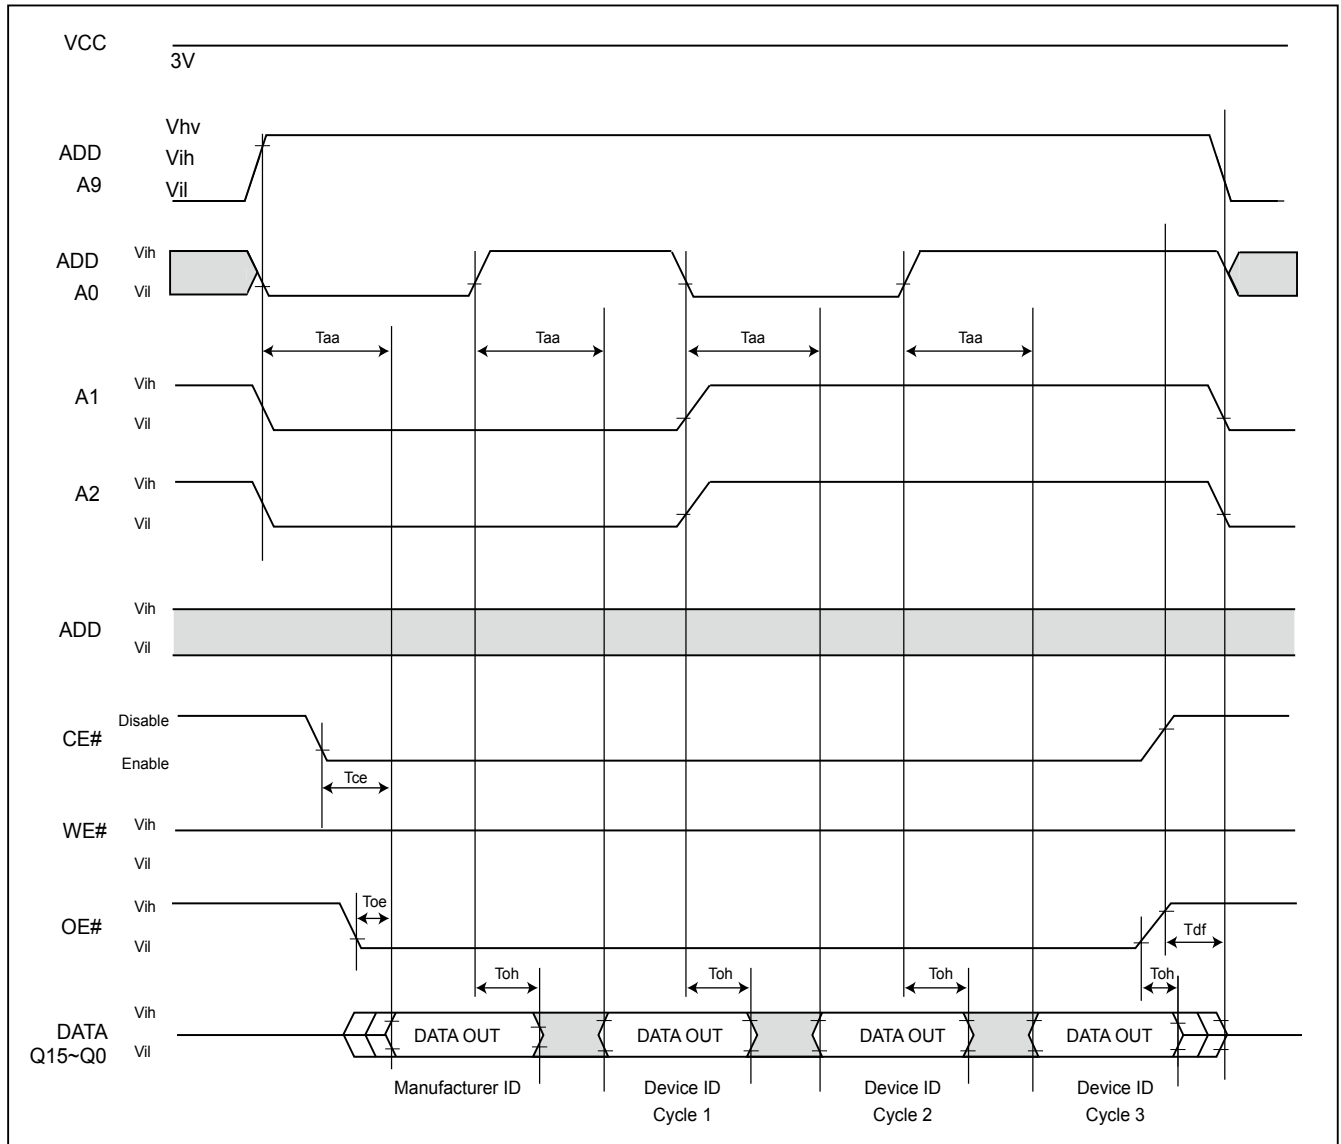 VCC
3V
ADD
A9
Vhv
Vih
Vil
ADD
A0
Vih
Vil
Taa Taa Taa Taa
A1
Vih
Vil
A2
Vih
Vil
ADD
Vih
Vil
CE#
Disable
Enable
Tce
WE#
Vih
Vil
OE#
Vih
Vil
Toe
Tdf
Toh Toh Toh Toh
DATA
Q15~Q0
Vih
Vil
DATA OUT DATA OUT DATA OUT DATA OUT
Manufacturer ID
Device ID
Cycle 1
Device ID
Cycle 2
Device ID
Cycle 3